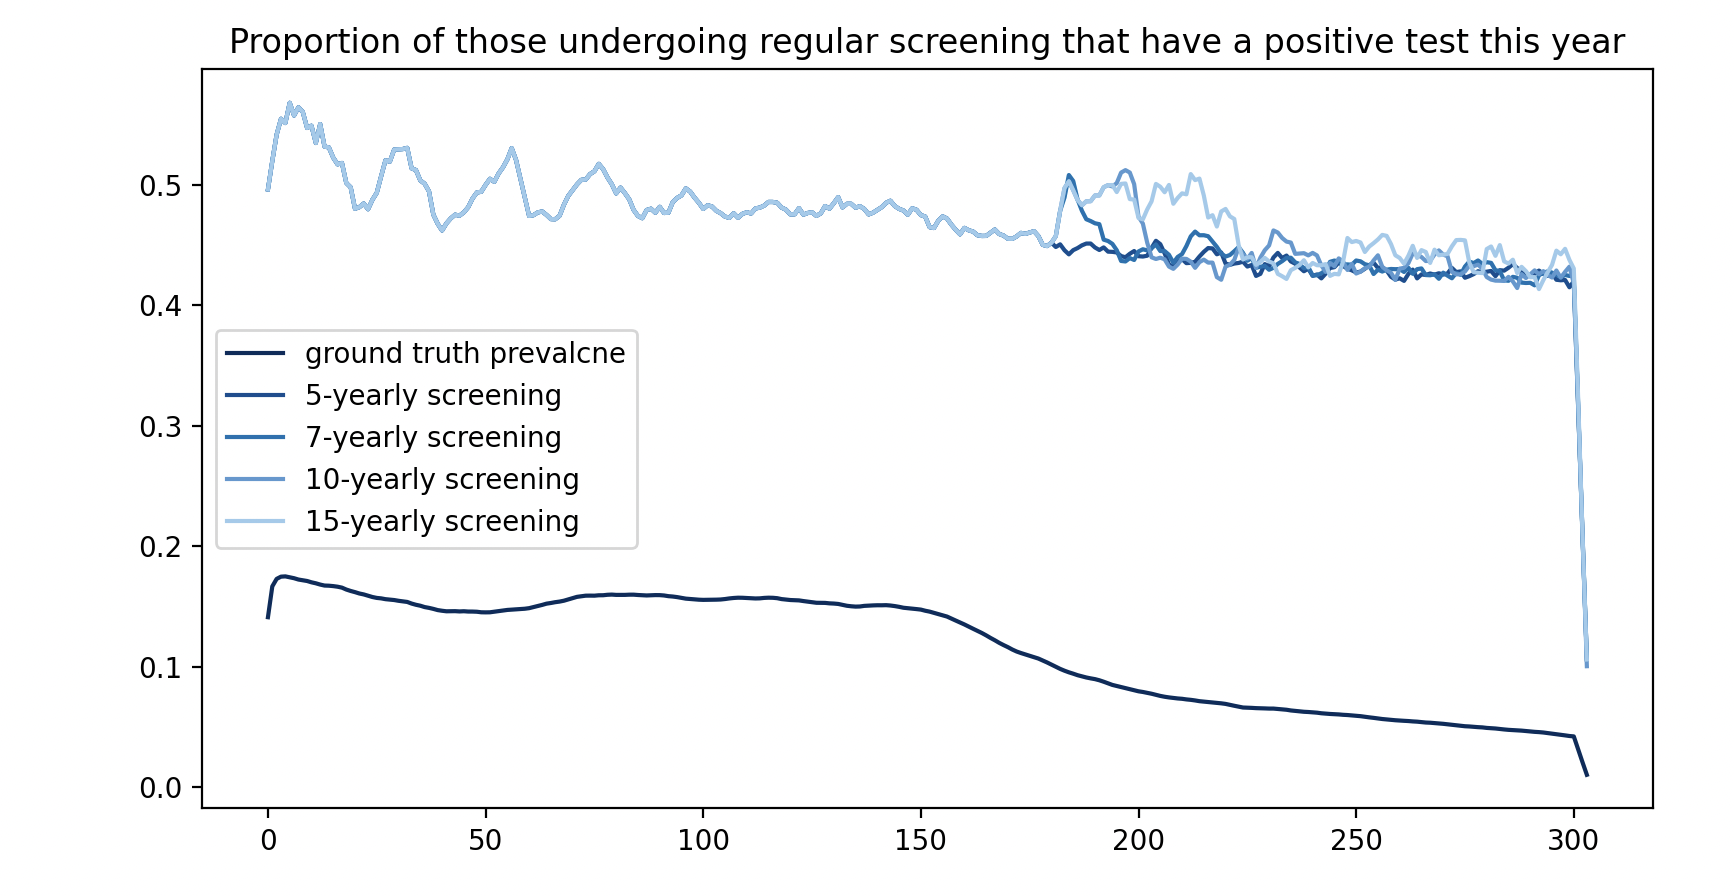 Proportion of those undergoing regular screening that have a positive test this year
0.5
0.4
0.3
0.2
0.1
0.0
ground truth prevalcne
5-yearly screening
7-yearly screening
10-yearly screening
15-yearly screening
0 50 100 150 200 250 300